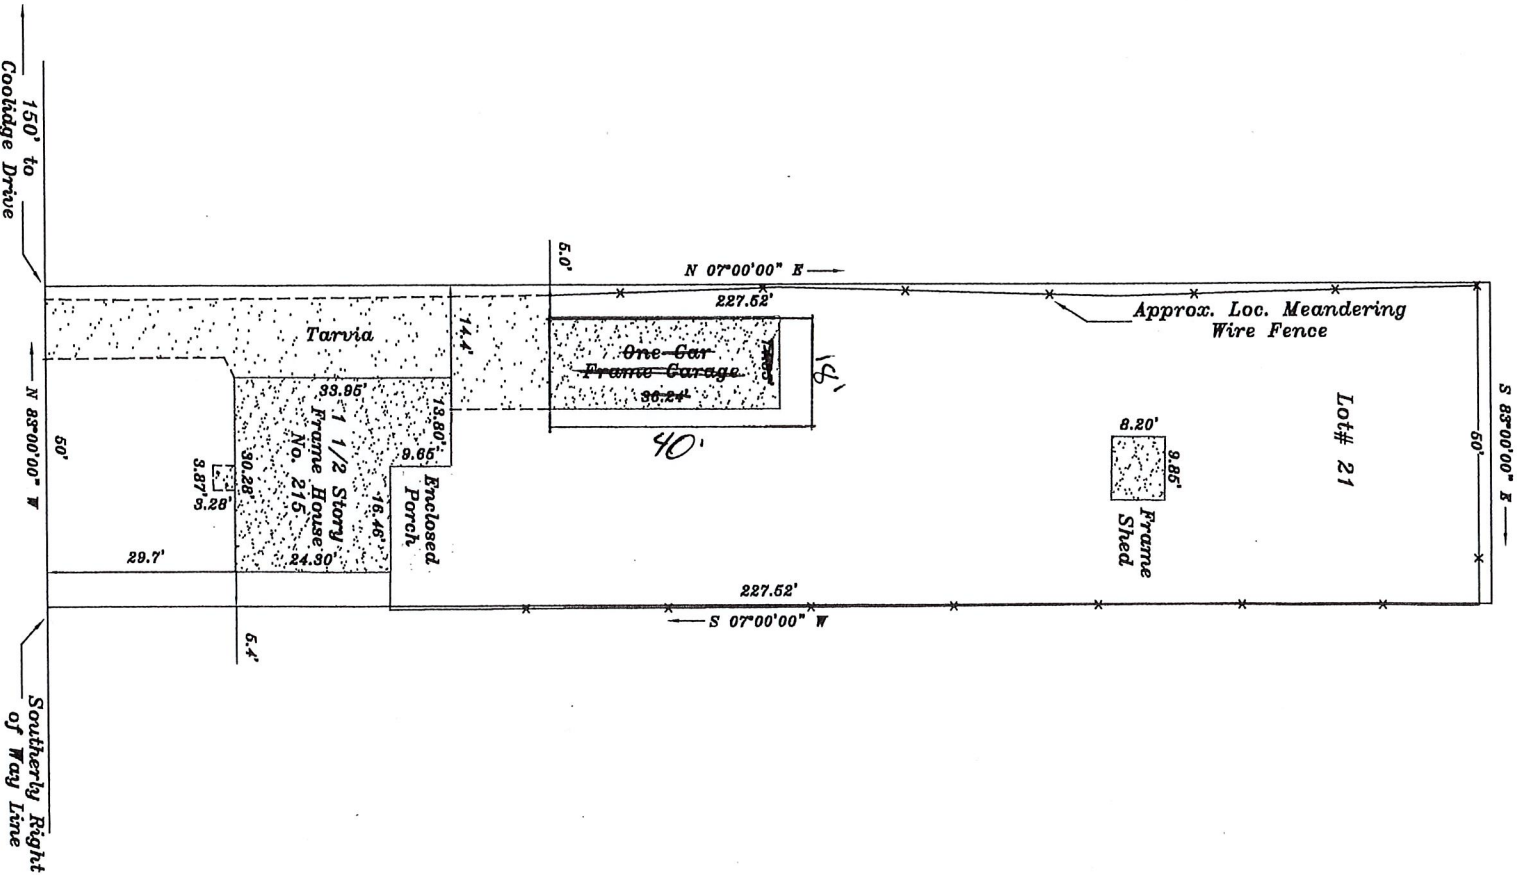 150' to
Coolidge Drive
N 07°00'00" E
227.52'
5.0'
Approx. Loc. Meandering
Wire Fence
Tarvia
14.4'
One Car
Frame Garage
36.24'
18'
40'
33.95'
13.80'
9.65'
1 1/2 Story
Frame House
No. 215
30.28'
16.46'
24.30'
3.87'
3.28'
Enclosed
Porch
29.7'
5.4'
N 83°00'00" W
50'
8.20'
9.85'
Frame
Shed
Lot# 21
S 83°00'00" E
50'
227.52'
S 07°00'00" W
Southerly Right
of Way Line